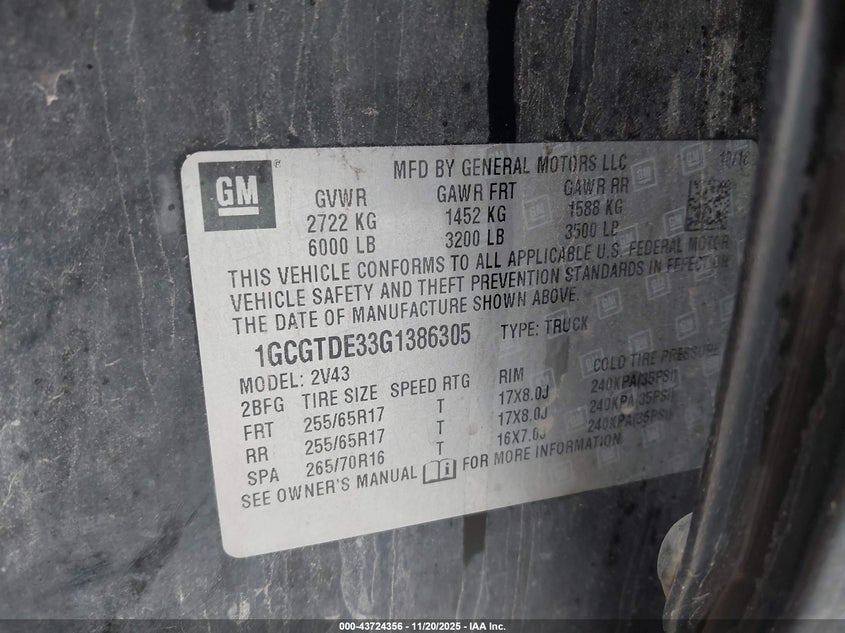 GM
MFD BY GENERAL MOTORS LLC 10/16
GVWR GAWR FRT GAWR RR
2722 KG 1452 KG 1588 KG
6000 LB 3200 LB 3500 LB
THIS VEHICLE CONFORMS TO ALL APPLICABLE U.S. FEDERAL MOTOR
VEHICLE SAFETY AND THEFT PREVENTION STANDARDS IN EFFECT ON
THE DATE OF MANUFACTURE SHOWN ABOVE.
1GCGTDE33G1386305 TYPE: TRUCK
MODEL: 2V43
2BFG TIRE SIZE SPEED RTG RIM COLD TIRE PRESSURE
FRT 255/65R17 T 17X8.0J 240KPA(35PSI)
RR 255/65R17 T 17X8.0J 240KPA(35PSI)
SPA 265/70R16 T 16X7.0J 240KPA(35PSI)
SEE OWNER'S MANUAL FOR MORE INFORMATION
000-43724356 - 11/20/2025 - IAA Inc.